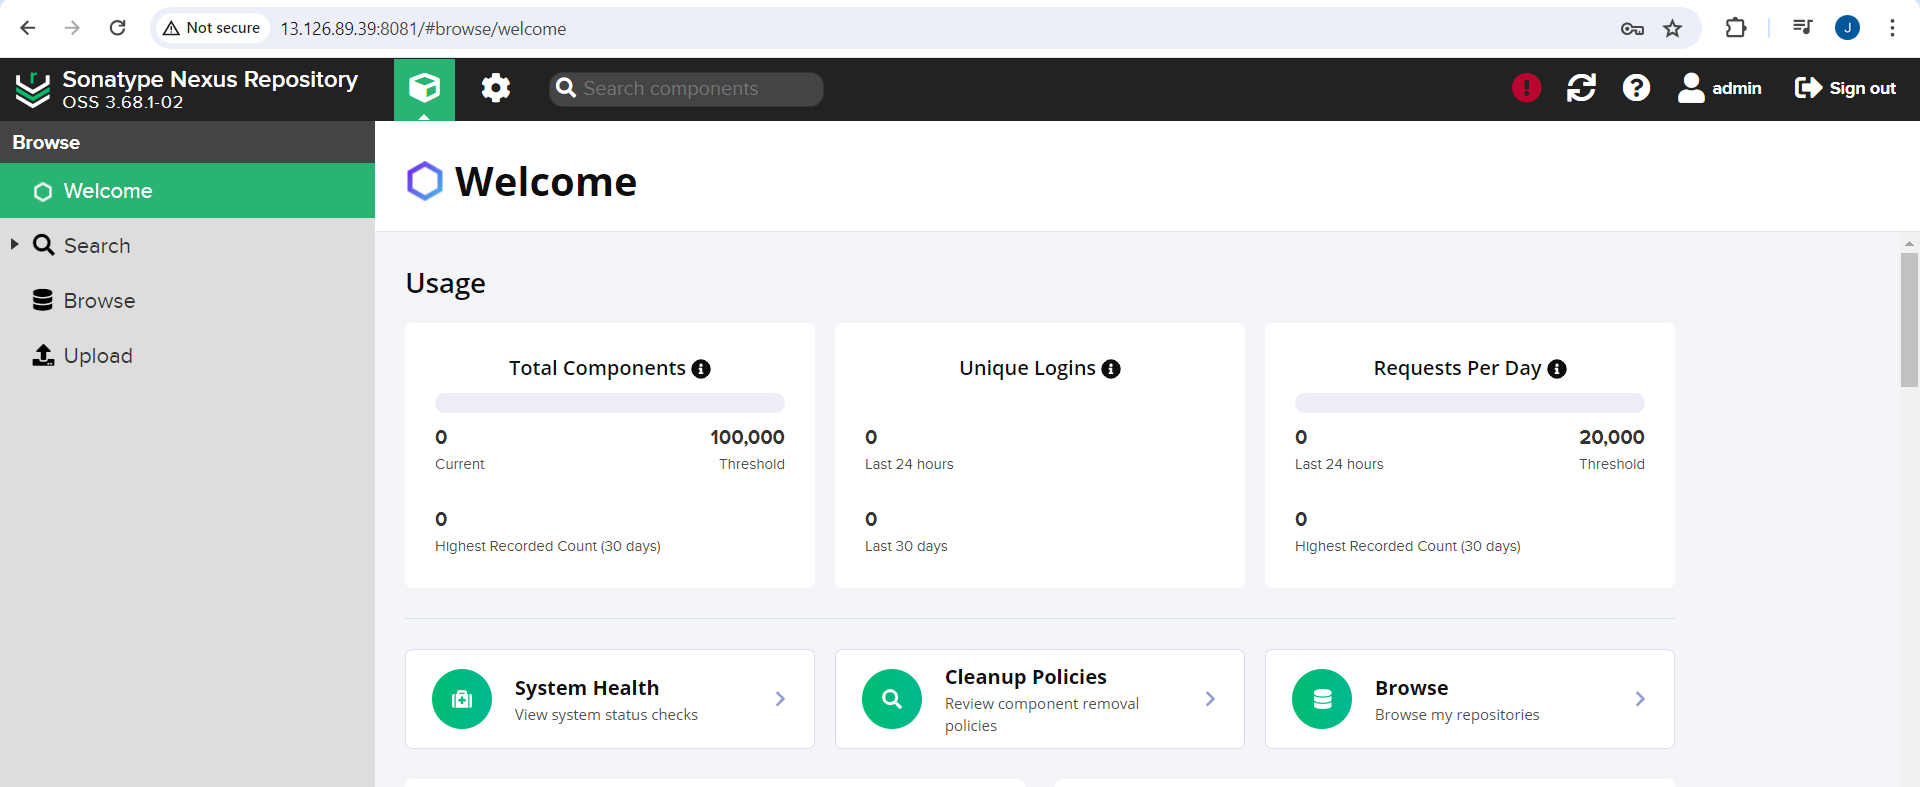 Not secure 13.126.89.39:8081/#browse/welcome J
Sonatype Nexus Repository
OSS 3.68.1-02
Search components
admin
Sign out
Browse
Welcome
Search
Browse
Upload
Welcome
Usage
Total Components
0 100,000
Current Threshold
0
Highest Recorded Count (30 days)
Unique Logins
0
Last 24 hours
0
Last 30 days
Requests Per Day
0 20,000
Last 24 hours Threshold
0
Highest Recorded Count (30 days)
System Health
View system status checks
Cleanup Policies
Review component removal
policies
Browse
Browse my repositories